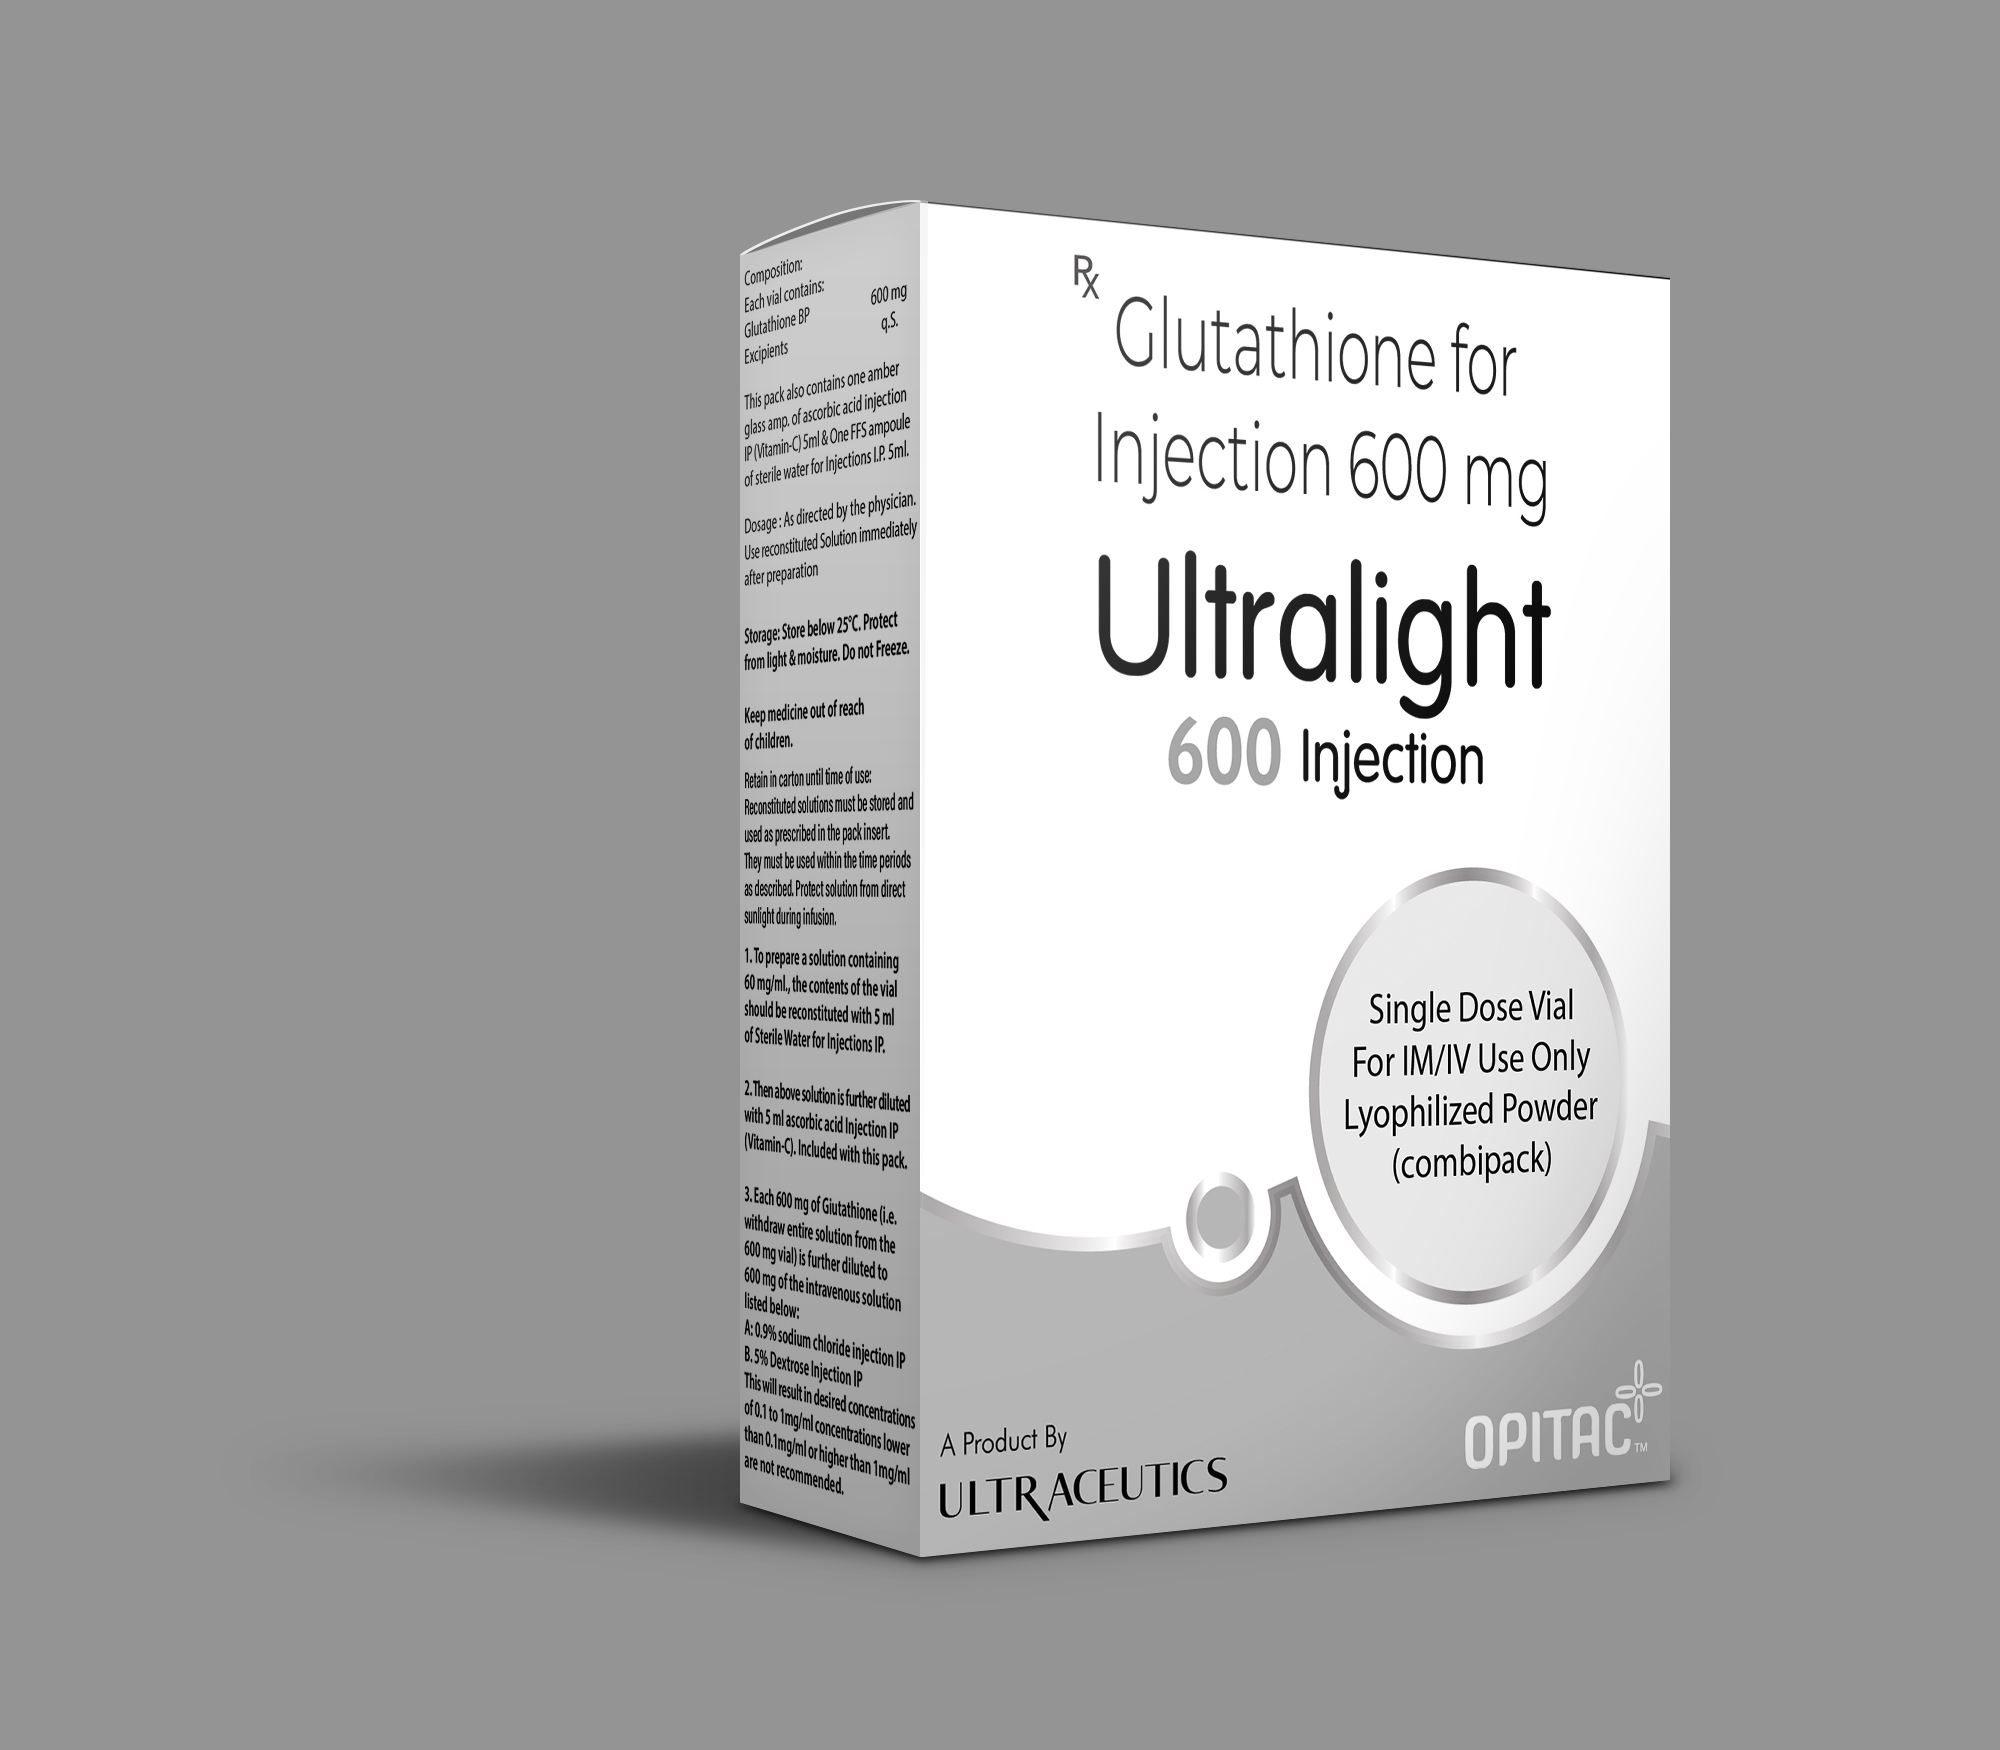 Composition:
Each vial contains:
Glutathione BP 600 mg
Excipients q.S.
This pack also contains one amber
glass amp. of ascorbic acid injection
IP (Vitamin-C) 5ml & One FFS ampoule
of sterile water for Injections I.P. 5ml.
Dosage : As directed by the physician.
Use reconstituted Solution immediately
after preparation
Storage: Store below 25°C. Protect
from light & moisture. Do not Freeze.
Keep medicine out of reach
of children.
Retain in carton until time of use:
Reconstituted solutions must be stored and
used as prescribed in the pack insert.
They must be used within the time periods
as described. Protect solution from direct
sunlight during infusion.
1. To prepare a solution containing
60 mg/ml., the contents of the vial
should be reconstituted with 5 ml
of Sterile Water for Injections IP.
2. Then above solution is further diluted
with 5 ml ascorbic acid Injection IP
(Vitamin-C). Included with this pack.
3. Each 600 mg of Glutathione (i.e.
withdraw entire solution from the
600 mg vial) is further diluted to
600 mg of the intravenous solution
listed below:
A: 0.9% sodium chloride injection IP
B. 5% Dextrose Injection IP
This will result in desired concentrations
of 0.1 to 1mg/ml concentrations lower
than 0.1mg/ml or higher than 1mg/ml
are not recommended.
Rx
Glutathione for
Injection 600 mg
Ultralight
600 Injection
Single Dose Vial
For IM/IV Use Only
Lyophilized Powder
(combipack)
A Product By
ULTRACEUTICS
OPITAC™